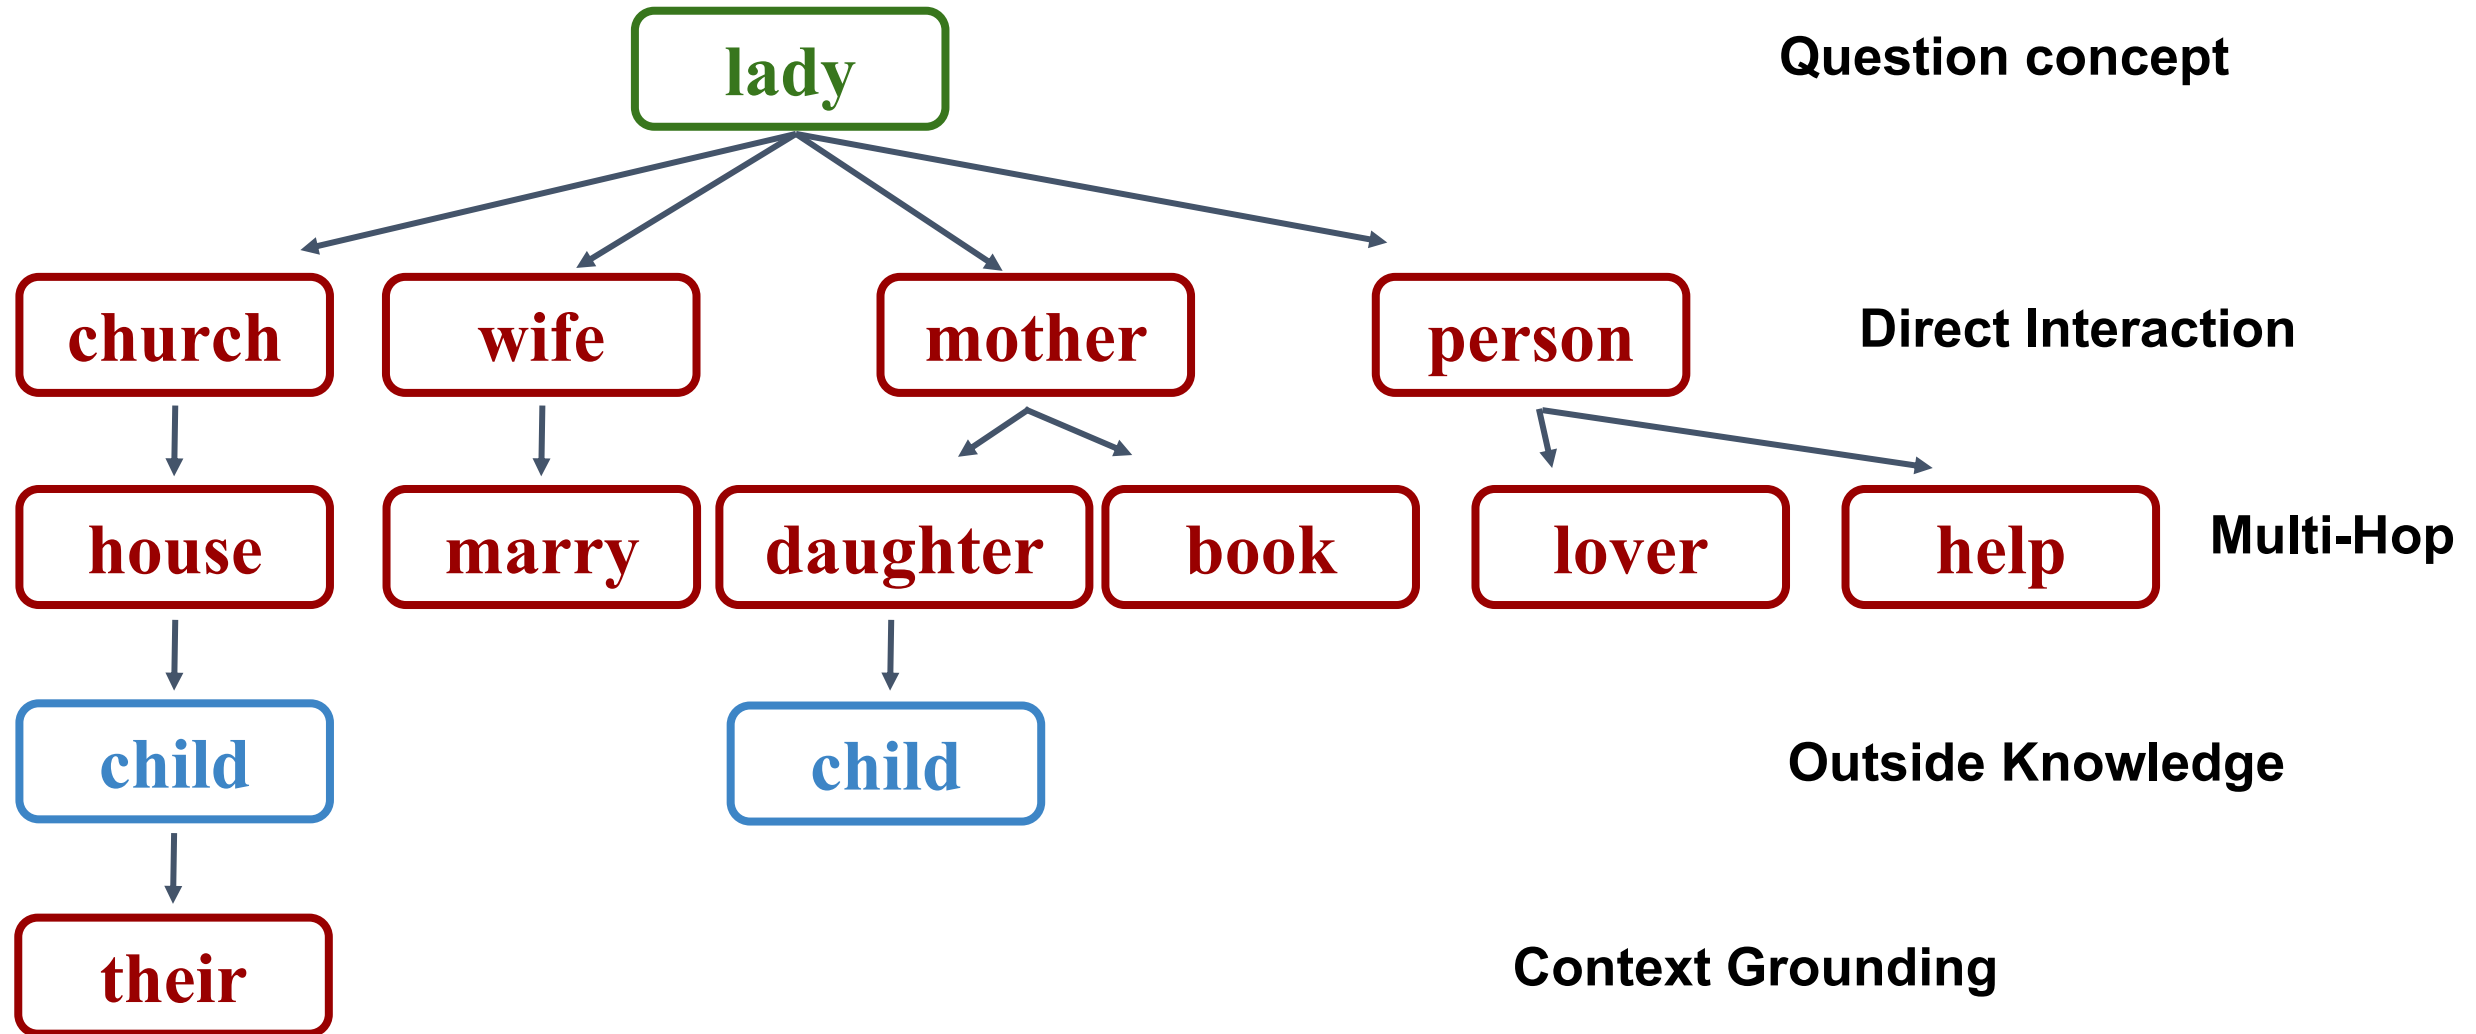 lady
Question concept
church
wife
mother
person
Direct Interaction
house
marry
daughter
book
lover
help
Multi-Hop
child
child
Outside Knowledge
their
Context Grounding